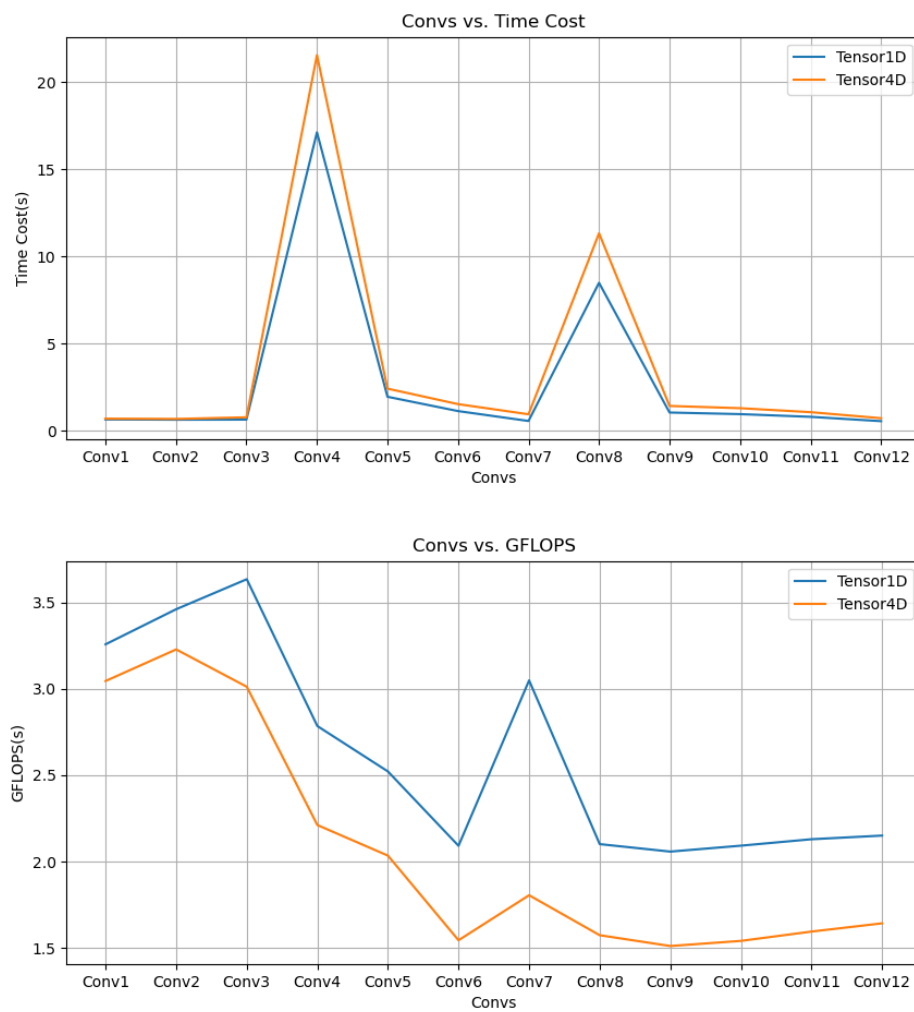 Convs vs. Time Cost
Tensor1D
Tensor4D
20
15
10
5
0
Time Cost(s)
Conv1 Conv2 Conv3 Conv4 Conv5 Conv6 Conv7 Conv8 Conv9 Conv10 Conv11 Conv12
Convs
Convs vs. GFLOPS
Tensor1D
Tensor4D
3.5
3.0
2.5
2.0
1.5
GFLOPS(s)
Conv1 Conv2 Conv3 Conv4 Conv5 Conv6 Conv7 Conv8 Conv9 Conv10 Conv11 Conv12
Convs